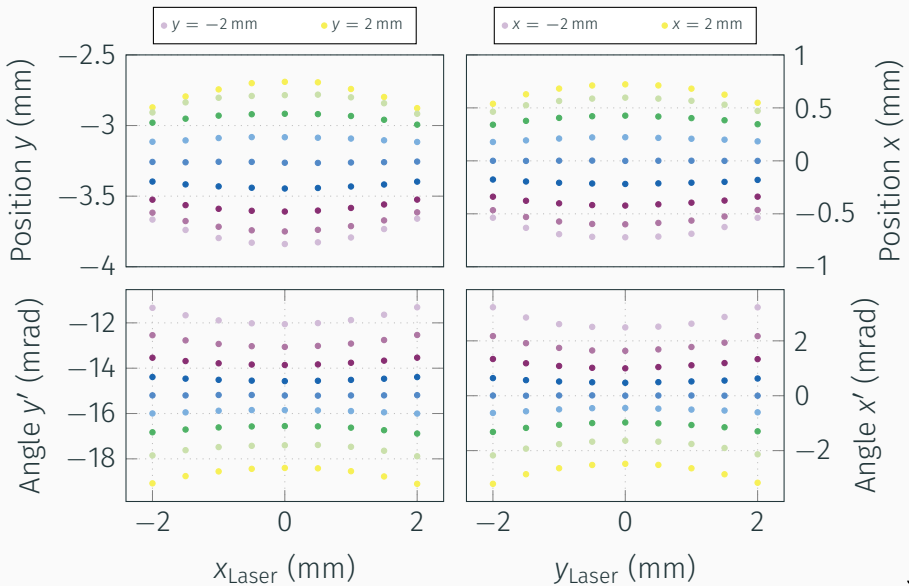 y = −2 mm y = 2 mm
x = −2 mm x = 2 mm
−2.5
−3
−3.5
−4
Position y (mm)
1
0.5
0
−0.5
−1
Position x (mm)
−12
−14
−16
−18
Angle y′ (mrad)
2
0
−2
Angle x′ (mrad)
−2 0 2
−2 0 2
xLaser (mm)
yLaser (mm)